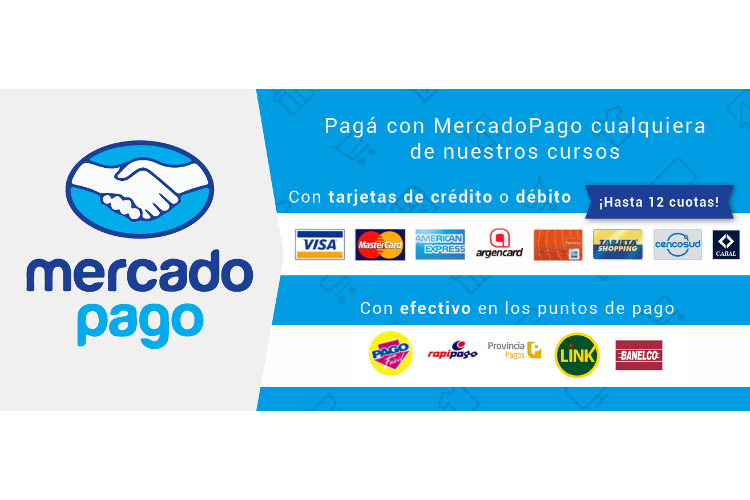 mercado
pago
Pagá con MercadoPago cualquiera
de nuestros cursos
Con tarjetas de crédito o débito
¡Hasta 12 cuotas!
VISA
MasterCard
AMERICAN
EXPRESS
argencard
TARJETA
SHOPPING
cencosud
CABAL
Con efectivo en los puntos de pago
PAGO
fácil
rapipago
Provincia
Pagos
LINK
BANELCO